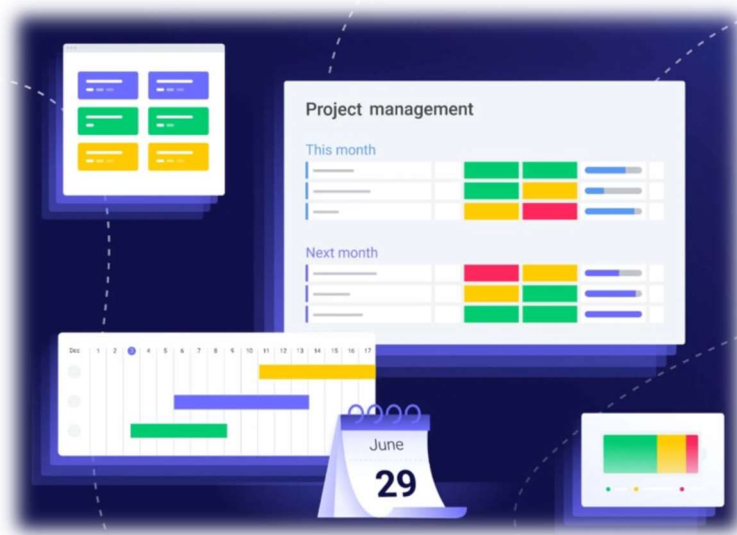 Project management
This month
Next month
Dec 1 2 3 4 5 6 7 8 9 10 11 12 13 14 15 16 17
June
29